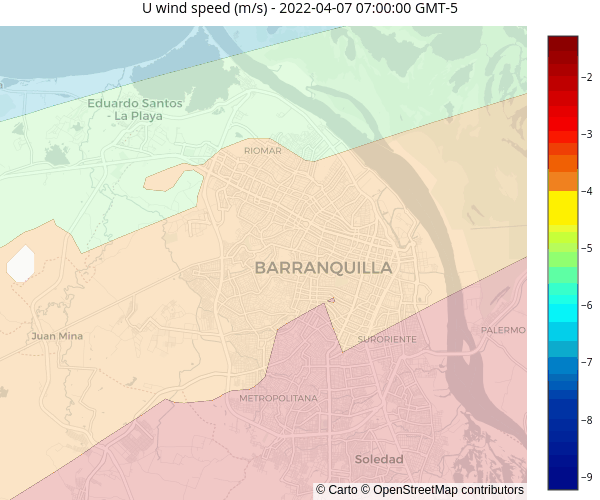 U wind speed (m/s) - 2022-04-07 07:00:00 GMT-5
Eduardo Santos
- La Playa
RIOMAR
BARRANQUILLA
Juan Mina
SURORIENTE
PALERMO
METROPOLITANA
Soledad
© Carto © OpenStreetMap contributors
−2
−3
−4
−5
−6
−7
−8
−9